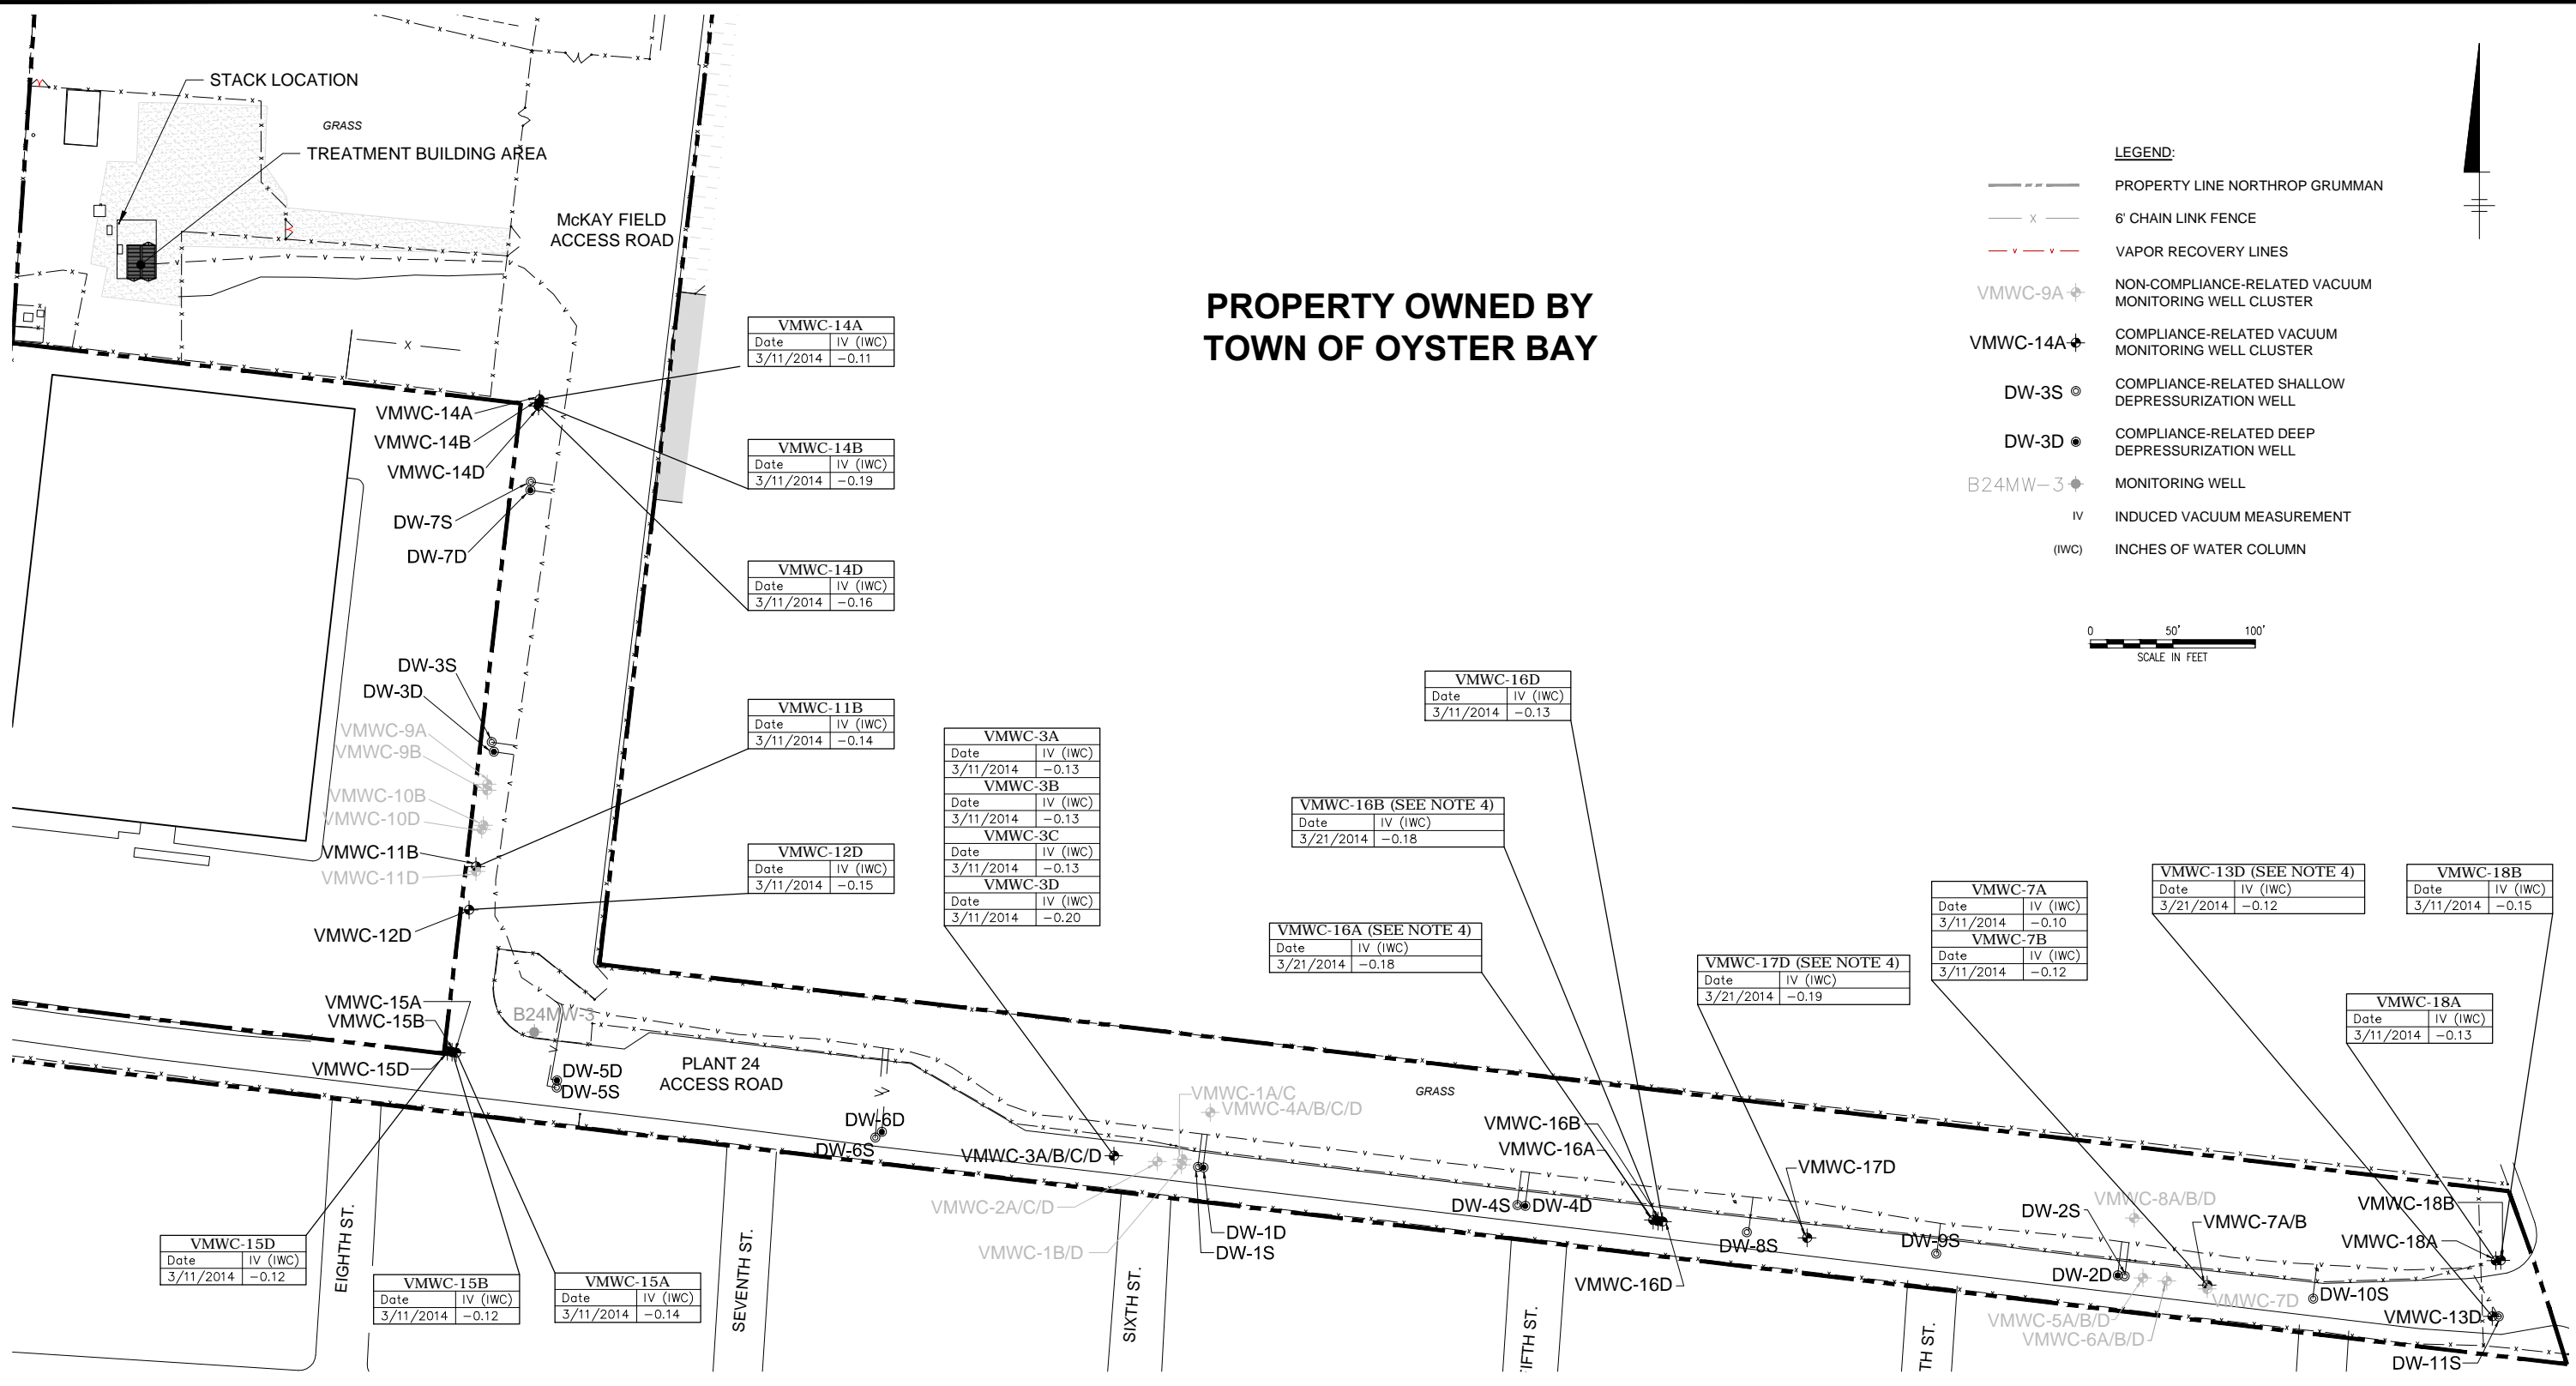 STACK LOCATION
GRASS
TREATMENT BUILDING AREA
McKAY FIELD
ACCESS ROAD
PROPERTY OWNED BY
TOWN OF OYSTER BAY
LEGEND:
PROPERTY LINE NORTHROP GRUMMAN
X 6' CHAIN LINK FENCE
V V VAPOR RECOVERY LINES
VMWC-9A NON-COMPLIANCE-RELATED VACUUM
MONITORING WELL CLUSTER
VMWC-14A COMPLIANCE-RELATED VACUUM
MONITORING WELL CLUSTER
DW-3S COMPLIANCE-RELATED SHALLOW
DEPRESSURIZATION WELL
DW-3D COMPLIANCE-RELATED DEEP
DEPRESSURIZATION WELL
B24MW-3 MONITORING WELL
IV INDUCED VACUUM MEASUREMENT
(IWC) INCHES OF WATER COLUMN
0 50' 100'
SCALE IN FEET
X
VMWC-14A
Date IV (IWC)
3/11/2014 -0.11
VMWC-14B
Date IV (IWC)
3/11/2014 -0.19
VMWC-14D
Date IV (IWC)
3/11/2014 -0.16
VMWC-14A
VMWC-14B
VMWC-14D
DW-7S
DW-7D
DW-3S
DW-3D
VMWC-9A
VMWC-9B
VMWC-10B
VMWC-10D
VMWC-11B
VMWC-11D
VMWC-12D
VMWC-11B
Date IV (IWC)
3/11/2014 -0.14
VMWC-12D
Date IV (IWC)
3/11/2014 -0.15
VMWC-3A
Date IV (IWC)
3/11/2014 -0.13
VMWC-3B
Date IV (IWC)
3/11/2014 -0.13
VMWC-3C
Date IV (IWC)
3/11/2014 -0.13
VMWC-3D
Date IV (IWC)
3/11/2014 -0.20
VMWC-16D
Date IV (IWC)
3/11/2014 -0.13
VMWC-16B (SEE NOTE 4)
Date IV (IWC)
3/21/2014 -0.18
VMWC-16A (SEE NOTE 4)
Date IV (IWC)
3/21/2014 -0.18
VMWC-17D (SEE NOTE 4)
Date IV (IWC)
3/21/2014 -0.19
VMWC-7A
Date IV (IWC)
3/11/2014 -0.10
VMWC-7B
Date IV (IWC)
3/11/2014 -0.12
VMWC-13D (SEE NOTE 4)
Date IV (IWC)
3/21/2014 -0.12
VMWC-18B
Date IV (IWC)
3/11/2014 -0.15
VMWC-18A
Date IV (IWC)
3/11/2014 -0.13
VMWC-15A
VMWC-15B
VMWC-15D
B24MW-3
DW-5D
DW-5S
PLANT 24
ACCESS ROAD
DW-6D
DW-6S
VMWC-3A/B/C/D
VMWC-1A/C
VMWC-4A/B/C/D
VMWC-2A/C/D
VMWC-1B/D
DW-1D
DW-1S
GRASS
VMWC-16B
VMWC-16A
DW-4S
DW-4D
VMWC-16D
VMWC-17D
DW-8S
DW-9S
DW-2S
DW-2D
VMWC-8A/B/D
VMWC-7A/B
VMWC-7D
VMWC-5A/B/D
VMWC-6A/B/D
DW-10S
VMWC-18B
VMWC-18A
VMWC-13D
DW-11S
VMWC-15D
Date IV (IWC)
3/11/2014 -0.12
VMWC-15B
Date IV (IWC)
3/11/2014 -0.12
VMWC-15A
Date IV (IWC)
3/11/2014 -0.14
EIGHTH ST.
SEVENTH ST.
SIXTH ST.
IFTH ST.
TH ST.